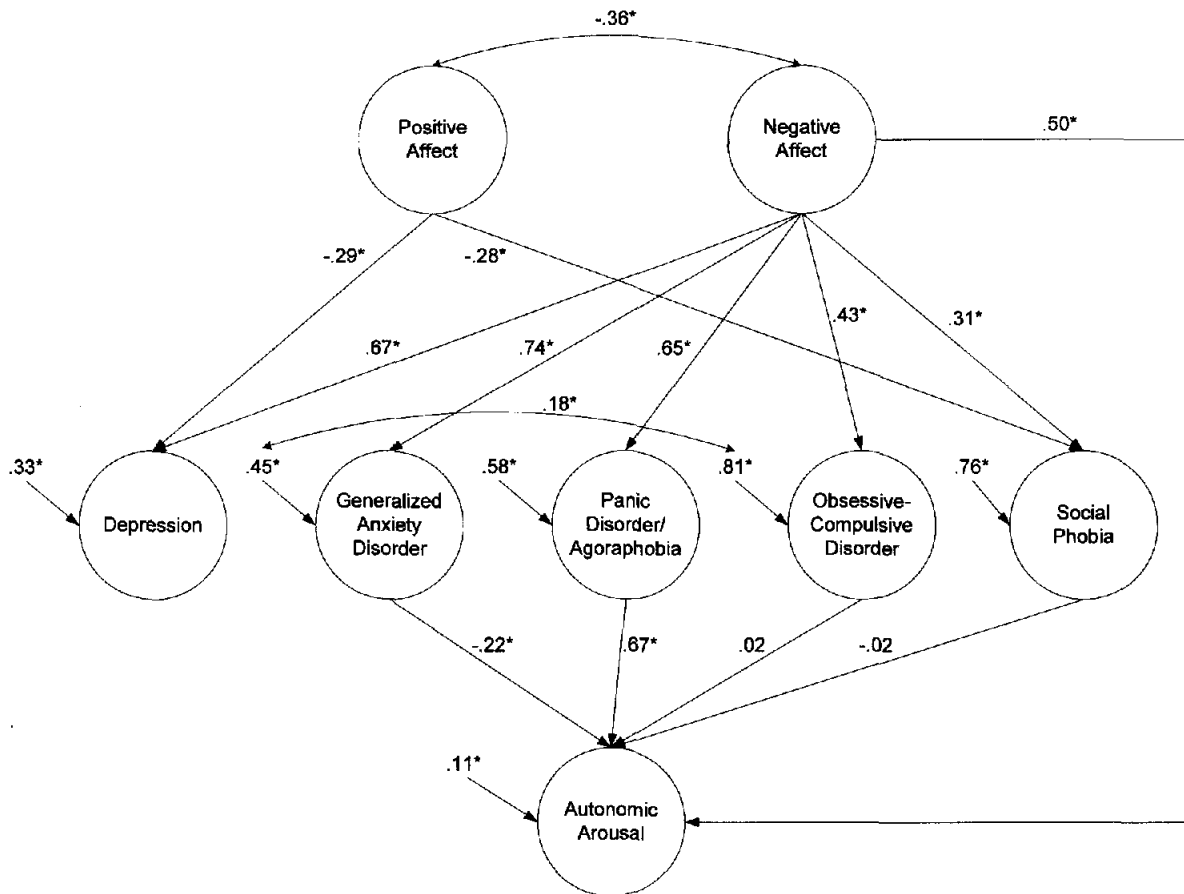 -.36*
Positive
Affect
Negative
Affect
.50*
-.29*
-.28*
.67*
.74*
.65*
.43*
.31*
.18*
.33*
.45*
.58*
.81*
.76*
Depression
Generalized
Anxiety
Disorder
Panic
Disorder/
Agoraphobia
Obsessive-
Compulsive
Disorder
Social
Phobia
-.22*
.67*
.02
-.02
.11*
Autonomic
Arousal